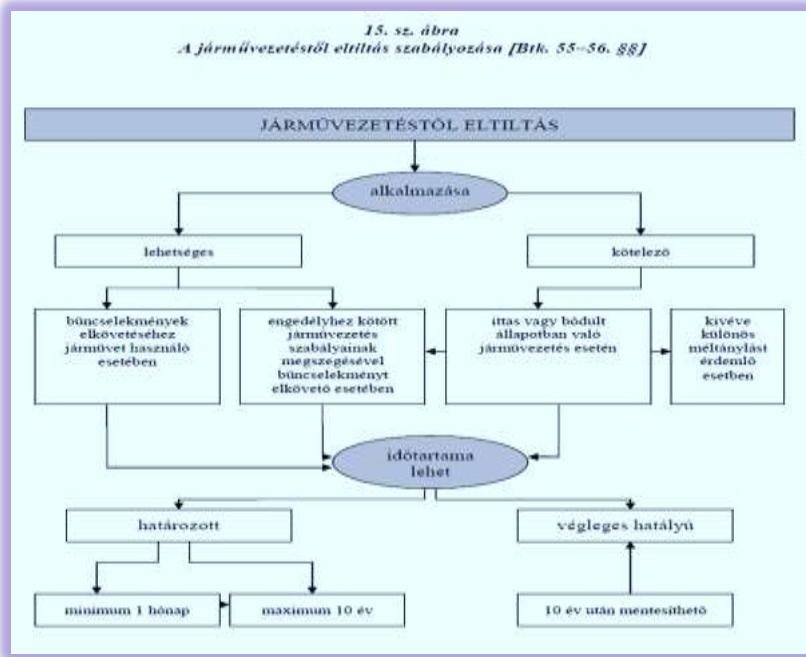 15. sz. ábra
A járművezetéstől eltiltás szabályozása [Btk. 55–56. §§]
JÁRMŰVEZETÉSTŐL ELTILTÁS
alkalmazása
lehetséges
kötelező
bűncselekmények
elkövetéséhez
járművet használó
esetében
engedélyhez kötött
járművezetés
szabályainak
megszegésével
bűncselekményt
elkövető esetében
ittas vagy bódult
állapotban való
járművezetés esetén
kivéve
különös
méltánylást
érdemlő
esetben
időtartama
lehet
határozott
végleges hatályú
minimum 1 hónap
maximum 10 év
10 év után mentesíthető